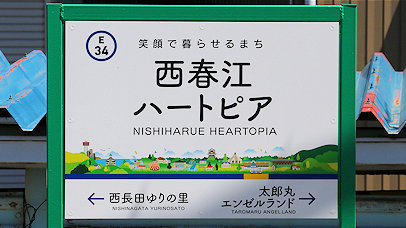 E
34
笑顔で暮らせるまち
西春江
ハートピア
NISHIHARUE HEARTOPIA
←西長田ゆりの里
NISHINAGATA YURINOSATO
太郎丸
エンゼルランド→
TAROMARU ANGELLAND